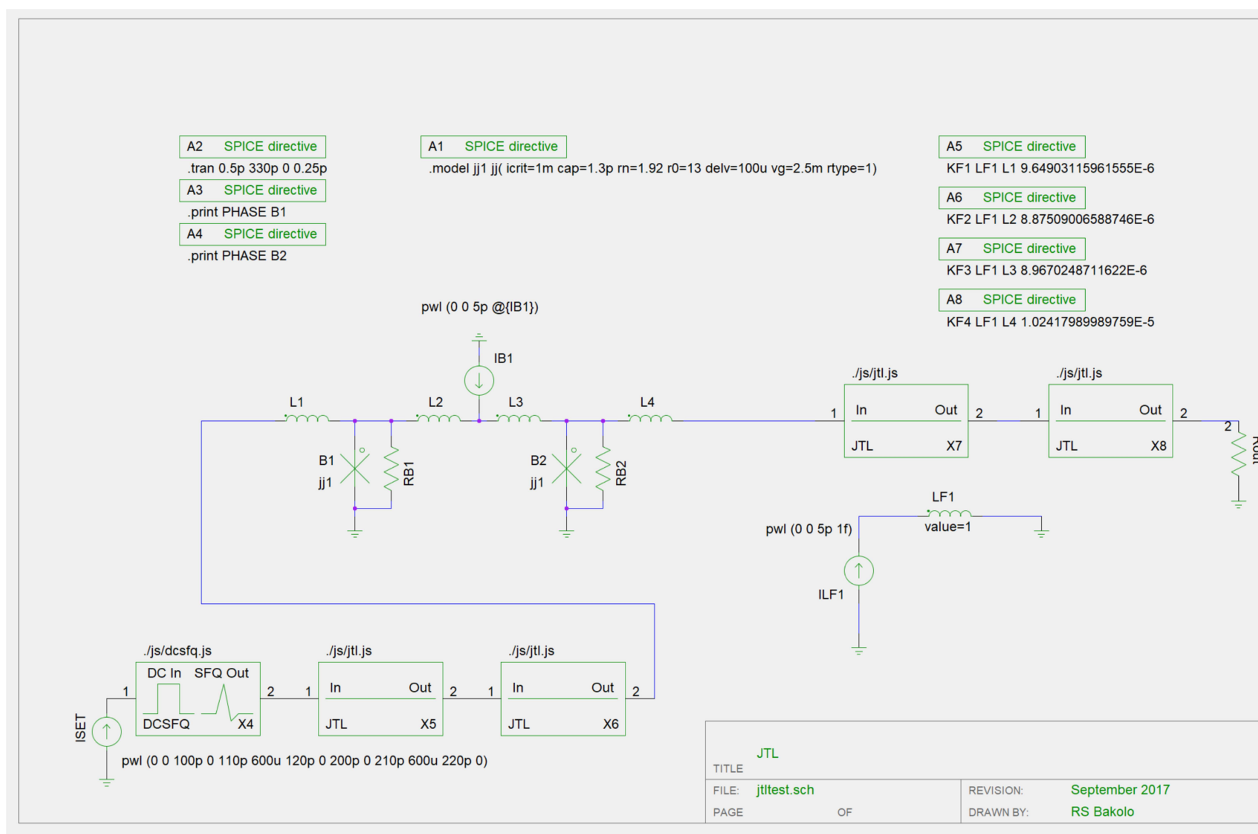 A2 SPICE directive
.tran 0.5p 330p 0 0.25p
A3 SPICE directive
.print PHASE B1
A4 SPICE directive
.print PHASE B2
A1 SPICE directive
.model jj1 jj( icrit=1m cap=1.3p rn=1.92 r0=13 delv=100u vg=2.5m rtype=1)
A5 SPICE directive
KF1 LF1 L1 9.64903115961555E-6
A6 SPICE directive
KF2 LF1 L2 8.87509006588746E-6
A7 SPICE directive
KF3 LF1 L3 8.9670248711622E-6
A8 SPICE directive
KF4 LF1 L4 1.02417989989759E-5
pwl (0 0 5p @{IB1})
IB1
L1
L2
L3
L4
B1
jj1
RB1
B2
jj1
RB2
./js/jtl.js
1 In Out 2
JTL X7
./js/jtl.js
1 In Out 2
JTL X8
2
LF1
value=1
pwl (0 0 5p 1f)
ILF1
./js/dcsfq.js
DC In SFQ Out
1 2
DCSFQ X4
./js/jtl.js
1 In Out 2
JTL X5
./js/jtl.js
1 In Out 2
JTL X6
ISET
pwl (0 0 100p 0 110p 600u 120p 0 200p 0 210p 600u 220p 0)
TITLE JTL
FILE: jtltest.sch
REVISION: September 2017
PAGE OF
DRAWN BY: RS Bakolo